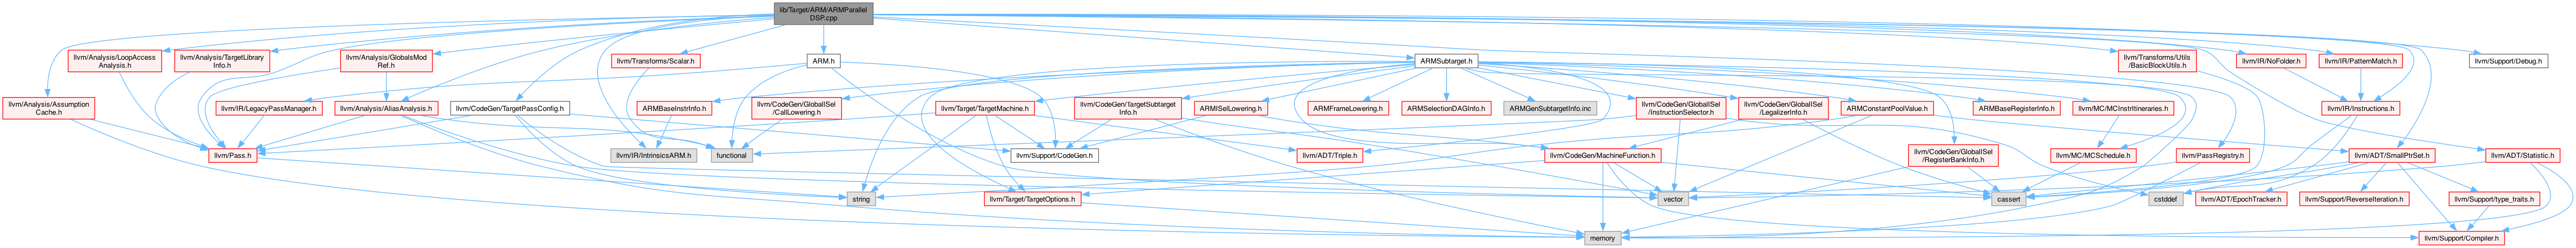 lib/Target/ARM/ARMParallel
DSP.cpp
llvm/Analysis/LoopAccess
Analysis.h
llvm/Analysis/TargetLibrary
Info.h
llvm/Analysis/GlobalsMod
Ref.h
llvm/Transforms/Scalar.h
ARM.h
ARMSubtarget.h
llvm/Transforms/Utils
/BasicBlockUtils.h
llvm/IR/NoFolder.h
llvm/IR/PatternMatch.h
llvm/Support/Debug.h
llvm/Analysis/Assumption
Cache.h
llvm/IR/LegacyPassManager.h
llvm/Analysis/AliasAnalysis.h
llvm/CodeGen/TargetPassConfig.h
ARMBaseInstrInfo.h
llvm/CodeGen/GlobalISel
/CallLowering.h
llvm/Target/TargetMachine.h
llvm/CodeGen/TargetSubtarget
Info.h
ARMISelLowering.h
ARMFrameLowering.h
ARMSelectionDAGInfo.h
ARMGenSubtargetInfo.inc
llvm/CodeGen/GlobalISel
/InstructionSelector.h
llvm/CodeGen/GlobalISel
/LegalizerInfo.h
ARMConstantPoolValue.h
ARMBaseRegisterInfo.h
llvm/MC/MCInstrItineraries.h
llvm/IR/Instructions.h
llvm/Pass.h
llvm/IR/IntrinsicsARM.h
functional
llvm/Support/CodeGen.h
llvm/ADT/Triple.h
llvm/CodeGen/MachineFunction.h
llvm/CodeGen/GlobalISel
/RegisterBankInfo.h
llvm/MC/MCSchedule.h
llvm/PassRegistry.h
llvm/ADT/SmallPtrSet.h
llvm/ADT/Statistic.h
string
llvm/Target/TargetOptions.h
vector
cassert
cstddef
llvm/ADT/EpochTracker.h
llvm/Support/ReverseIteration.h
llvm/Support/type_traits.h
memory
llvm/Support/Compiler.h